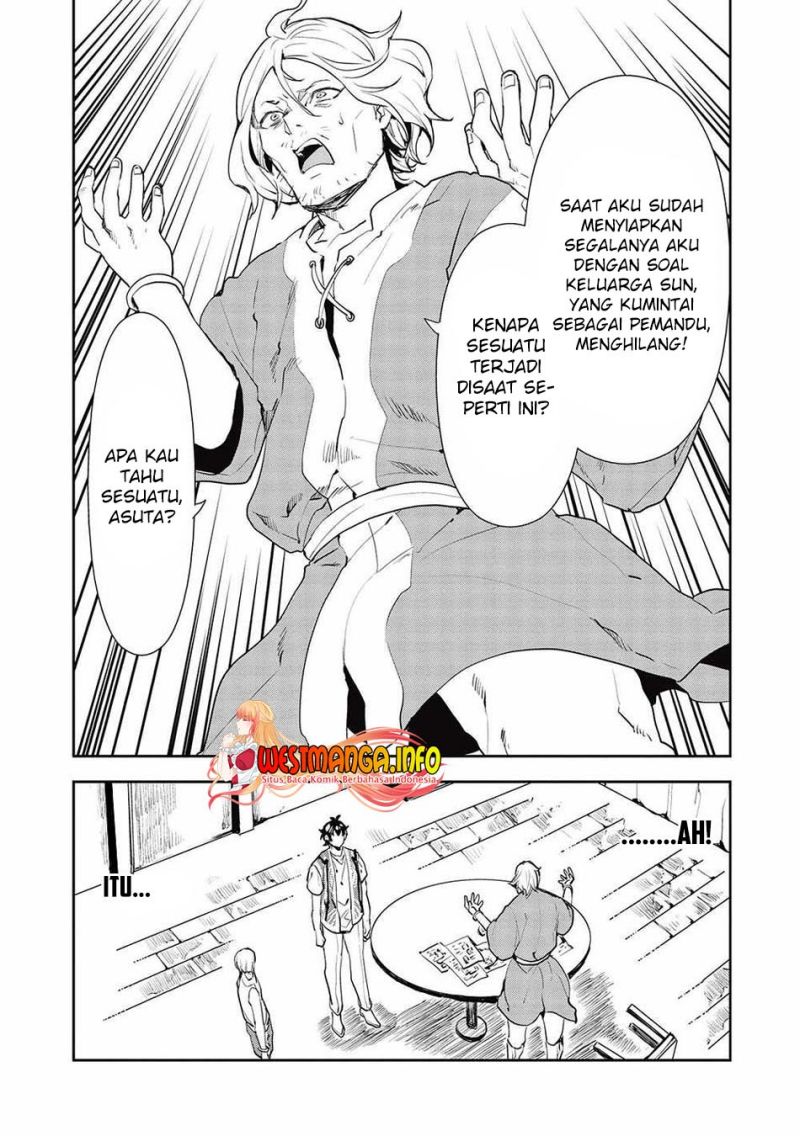 SAAT AKU SUDAH
MENYIAPKAN
SEGALANYA AKU
DENGAN SOAL
KELUARGA SUN,
YANG KUMINTAI
SEBAGAI PEMANDU,
MENGHILANG!
KENAPA
SESUATU
TERJADI
DISAAT SE-
PERTI INI?
APA KAU
TAHU
SESUATU,
ASUTA?
WESTMANGA.INFO
Situs Baca Komik Berbahasa Indonesia
.........AH!
ITU...